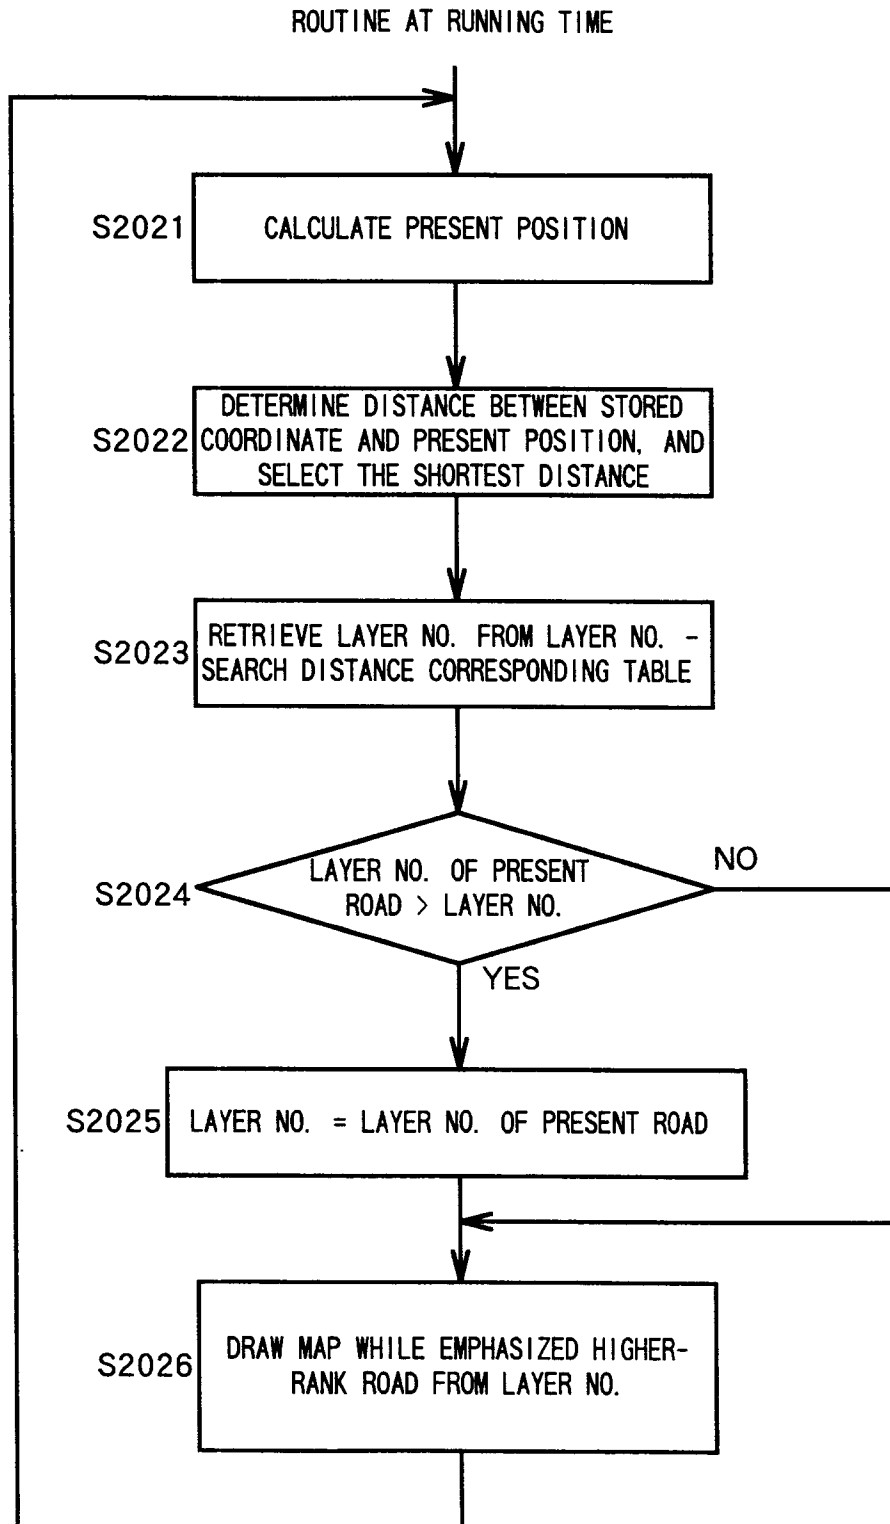 ROUTINE AT RUNNING TIME
S2021
CALCULATE PRESENT POSITION
S2022
DETERMINE DISTANCE BETWEEN STORED
COORDINATE AND PRESENT POSITION, AND
SELECT THE SHORTEST DISTANCE
S2023
RETRIEVE LAYER NO. FROM LAYER NO. -
SEARCH DISTANCE CORRESPONDING TABLE
S2024
LAYER NO. OF PRESENT
ROAD > LAYER NO.
NO
YES
S2025
LAYER NO. = LAYER NO. OF PRESENT ROAD
S2026
DRAW MAP WHILE EMPHASIZED HIGHER-
RANK ROAD FROM LAYER NO.